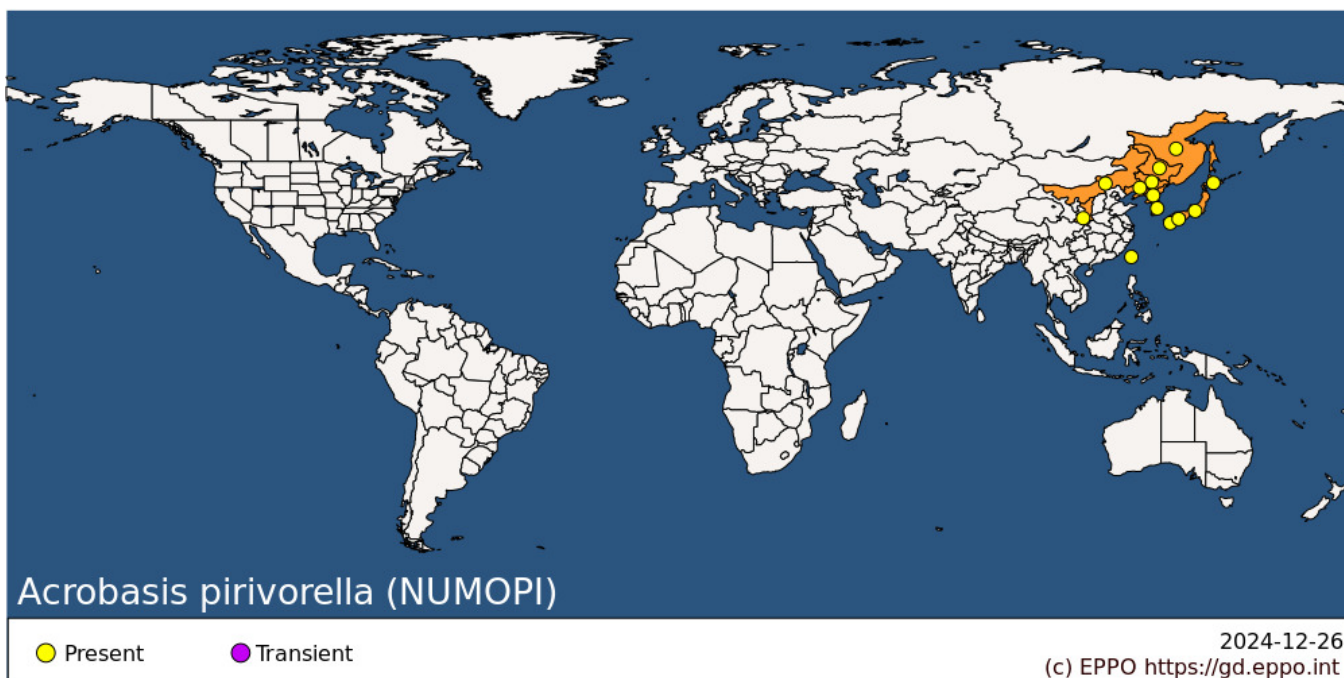 Acrobasis pirivorella (NUMOPI)
Present
Transient
2024-12-26
(c) EPPO https://gd.eppo.int